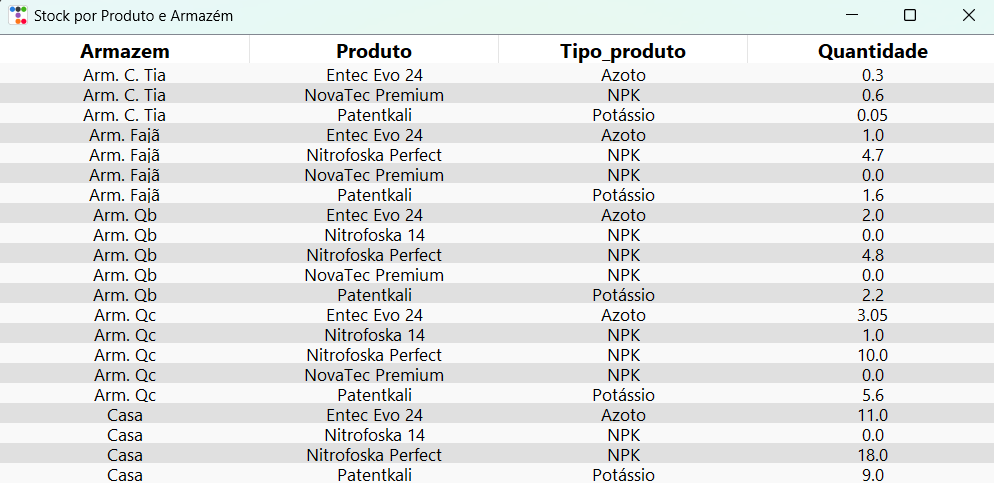 Stock por Produto e Armazém
Armazem Produto Tipo_produto Quantidade
Arm. C. Tia Entec Evo 24 Azoto 0.3
Arm. C. Tia NovaTec Premium NPK 0.6
Arm. C. Tia Patentkali Potássio 0.05
Arm. Fajã Entec Evo 24 Azoto 1.0
Arm. Fajã Nitrofoska Perfect NPK 4.7
Arm. Fajã NovaTec Premium NPK 0.0
Arm. Fajã Patentkali Potássio 1.6
Arm. Qb Entec Evo 24 Azoto 2.0
Arm. Qb Nitrofoska 14 NPK 0.0
Arm. Qb Nitrofoska Perfect NPK 4.8
Arm. Qb NovaTec Premium NPK 0.0
Arm. Qb Patentkali Potássio 2.2
Arm. Qc Entec Evo 24 Azoto 3.05
Arm. Qc Nitrofoska 14 NPK 1.0
Arm. Qc Nitrofoska Perfect NPK 10.0
Arm. Qc NovaTec Premium NPK 0.0
Arm. Qc Patentkali Potássio 5.6
Casa Entec Evo 24 Azoto 11.0
Casa Nitrofoska 14 NPK 0.0
Casa Nitrofoska Perfect NPK 18.0
Casa Patentkali Potássio 9.0